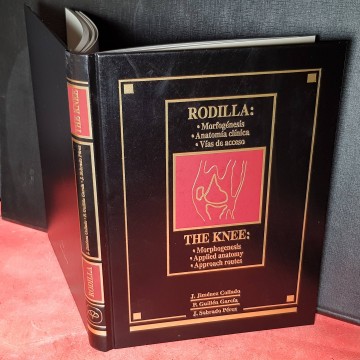 RODILLA:
• Morfogénesis
• Anatomía clínica
• Vías de acceso
THE KNEE:
• Morphogenesis
• Applied anatomy
• Approach routes
J. Jiménez Collado
P. Guillén García
J. Sobrado Pérez
THE KNEE
RODILLA